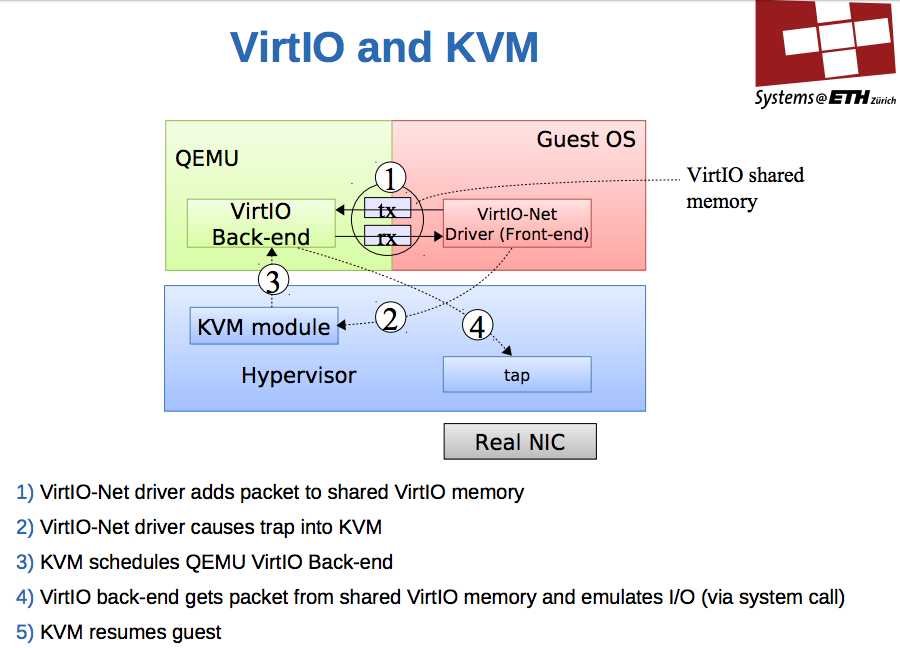 VirtIO and KVM
Systems@ETH Zürich
QEMU
Guest OS
1
VirtIO shared
memory
tx
rx
VirtIO
Back-end
VirtIO-Net
Driver (Front-end)
3
2
4
KVM module
Hypervisor
tap
Real NIC
1) VirtIO-Net driver adds packet to shared VirtIO memory
2) VirtIO-Net driver causes trap into KVM
3) KVM schedules QEMU VirtIO Back-end
4) VirtIO back-end gets packet from shared VirtIO memory and emulates I/O (via system call)
5) KVM resumes guest